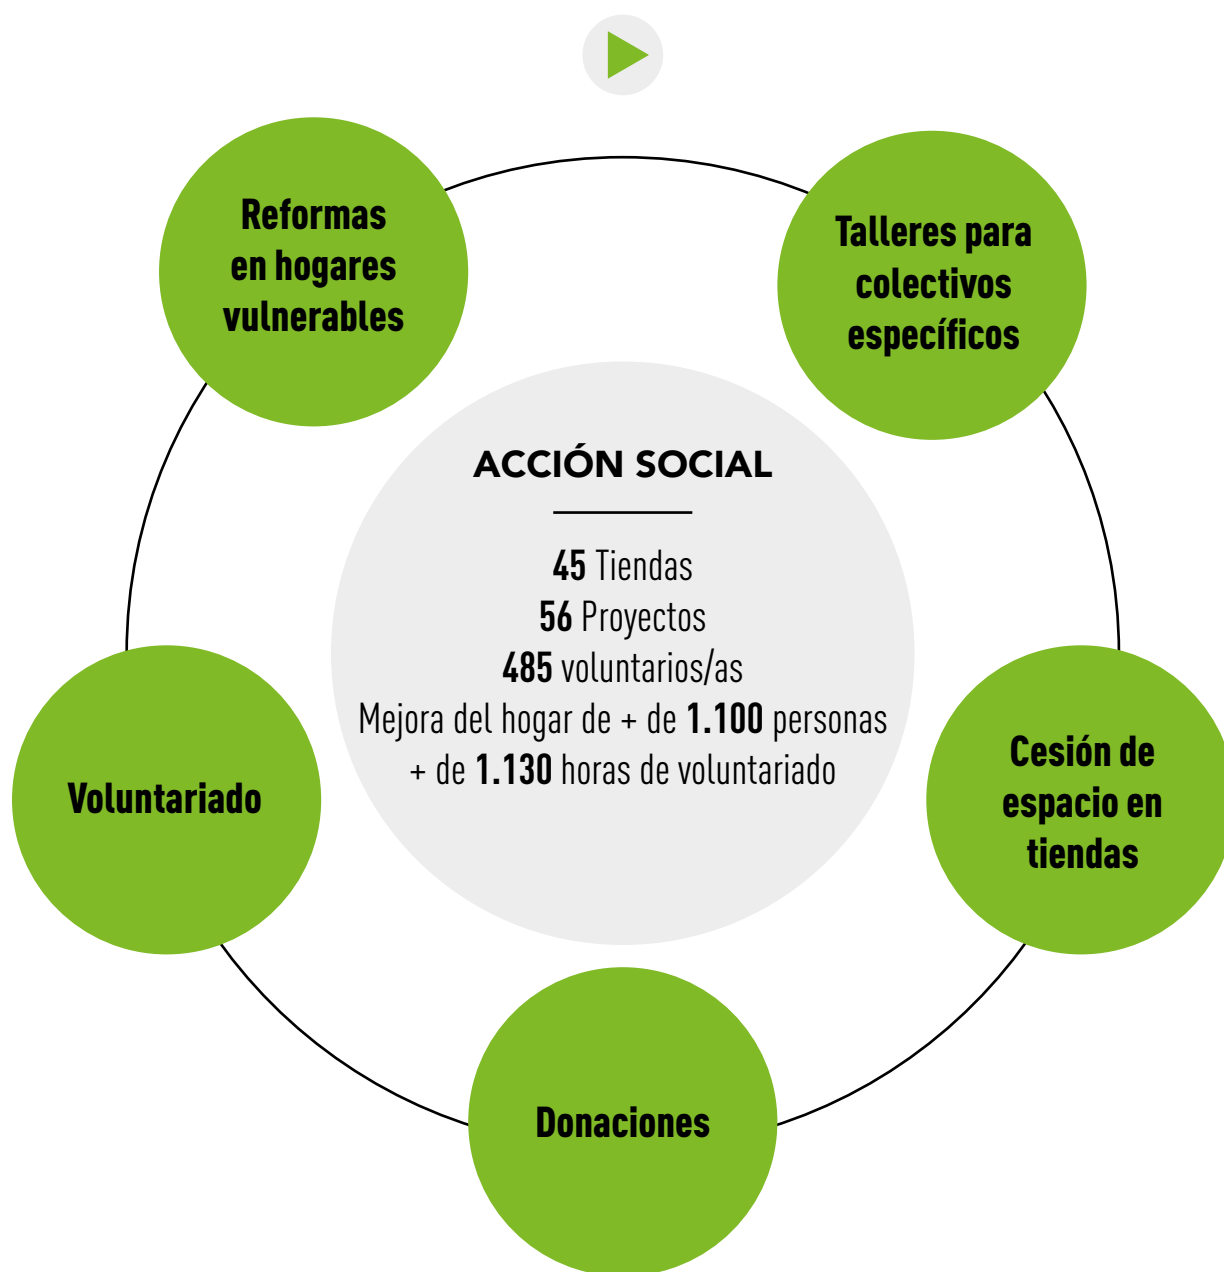 Reformas
en hogares
vulnerables
Talleres para
colectivos
específicos
ACCIÓN SOCIAL
45 Tiendas
56 Proyectos
485 voluntarios/as
Mejora del hogar de + de 1.100 personas
+ de 1.130 horas de voluntariado
Voluntariado
Cesión de
espacio en
tiendas
Donaciones